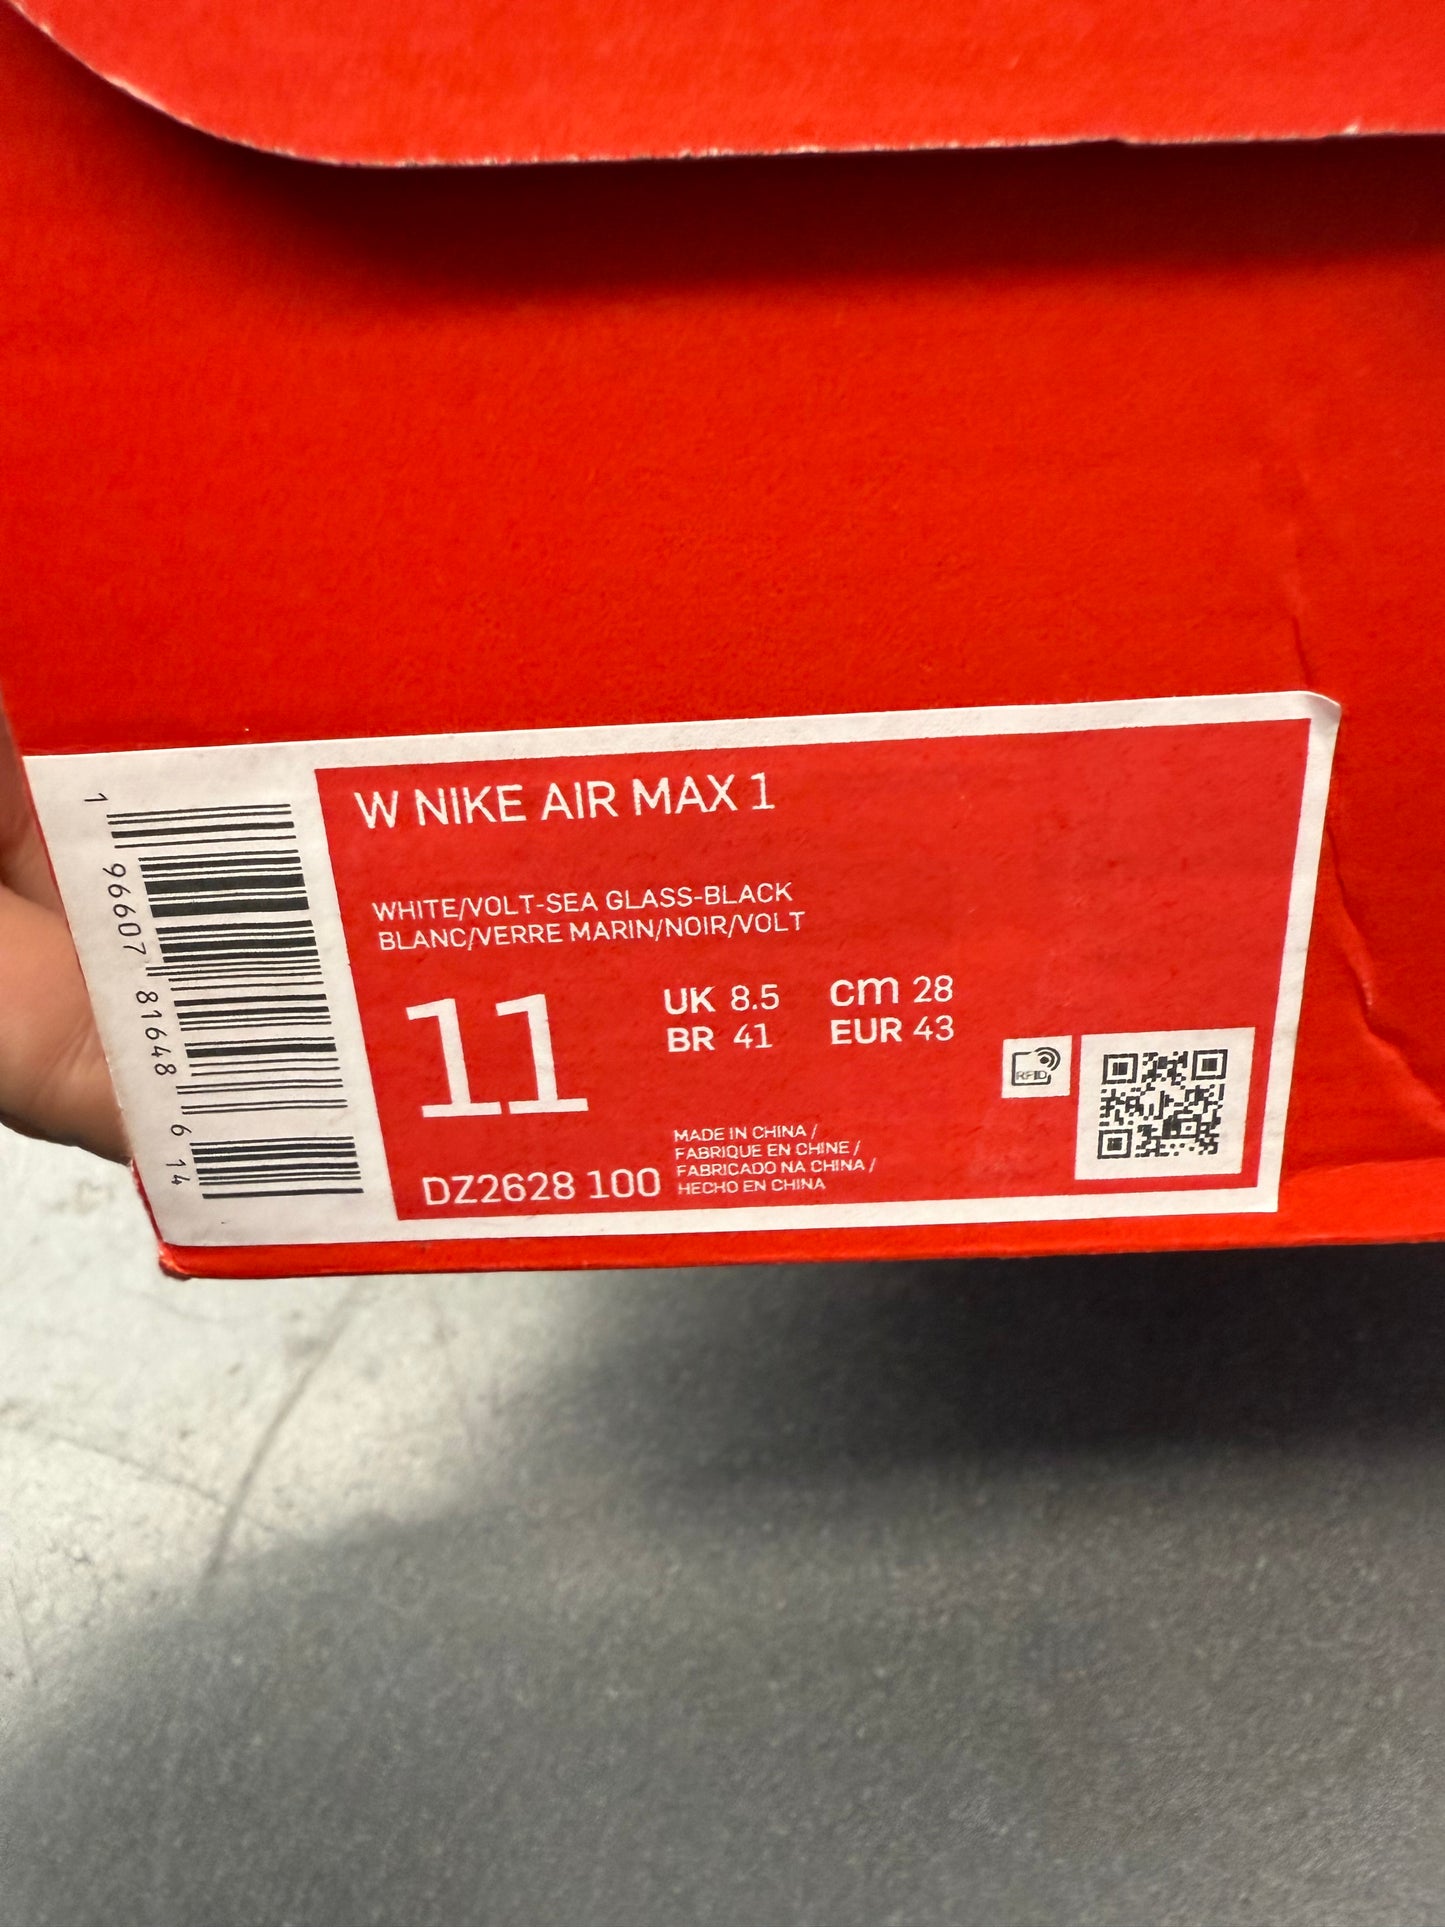 W NIKE AIR MAX 1
WHITE/VOLT-SEA GLASS-BLACK
BLANC/VERRE MARIN/NOIR/VOLT
11
UK 8.5 cm 28
BR 41 EUR 43
RFID
MADE IN CHINA /
FABRIQUE EN CHINE /
FABRICADO NA CHINA /
HECHO EN CHINA
DZ2628 100
1 96607 81648 6 14